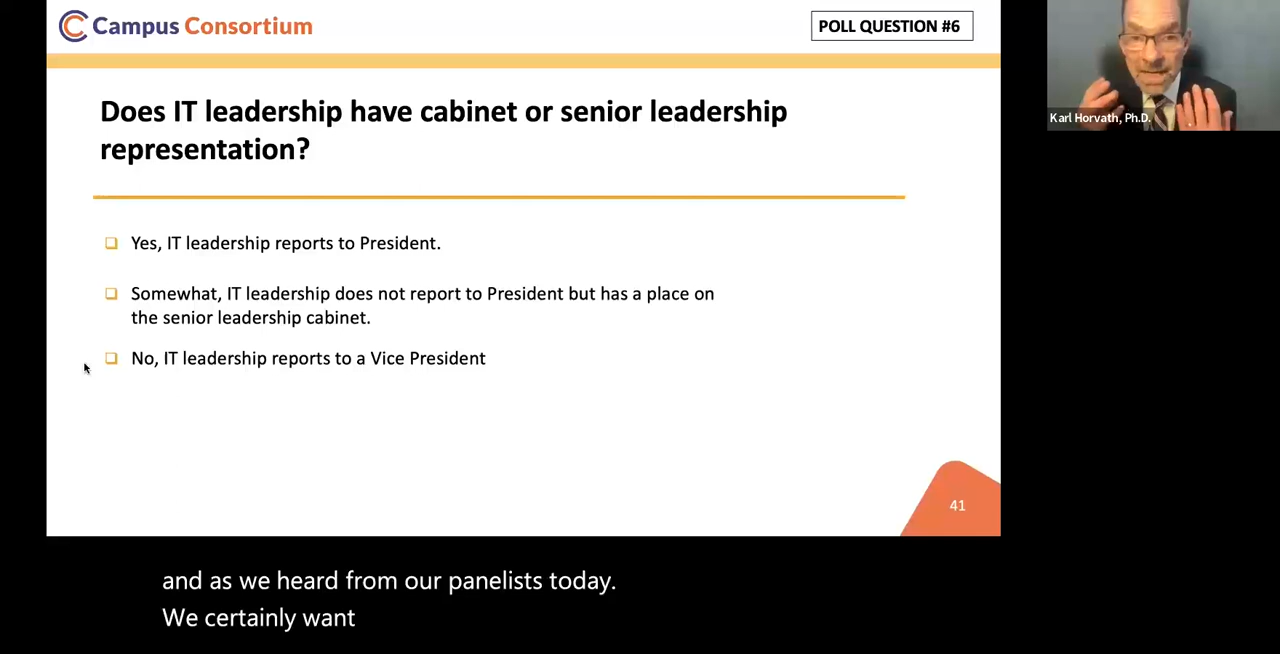 Campus Consortium
POLL QUESTION #6
Does IT leadership have cabinet or senior leadership
representation?
Yes, IT leadership reports to President.
Somewhat, IT leadership does not report to President but has a place on
the senior leadership cabinet.
No, IT leadership reports to a Vice President
41
Karl Horvath, Ph.D.
and as we heard from our panelists today.
We certainly want